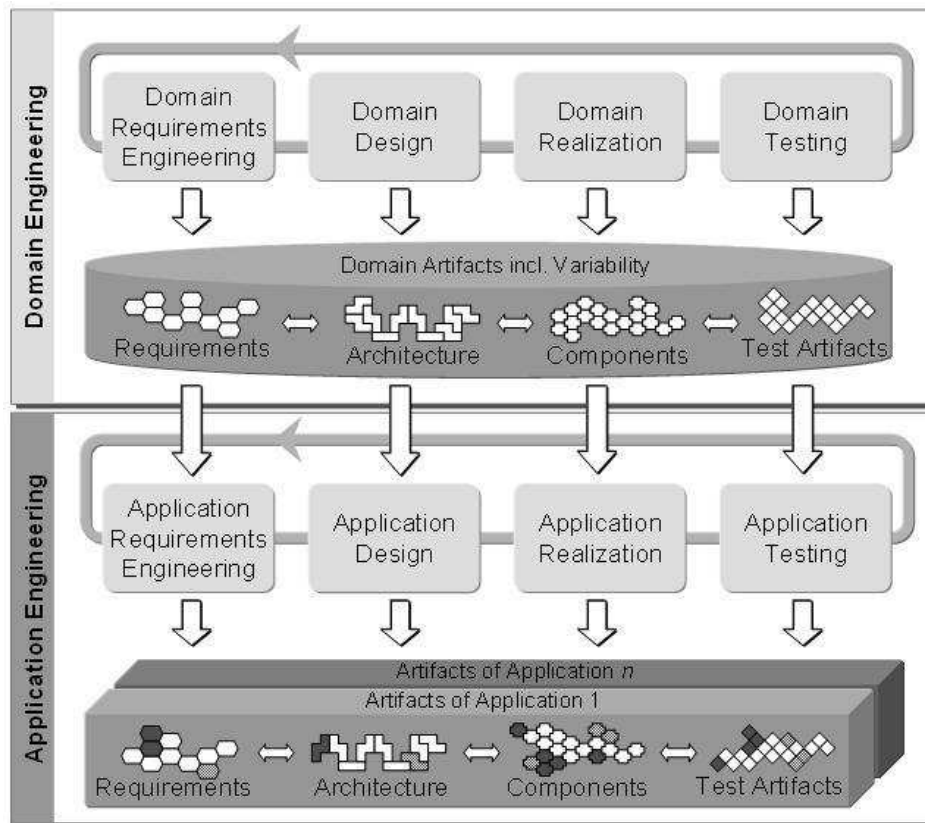 Domain Engineering
Domain
Requirements
Engineering
Domain
Design
Domain
Realization
Domain
Testing
Domain Artifacts incl. Variability
Requirements
Architecture
Components
Test Artifacts
Application Engineering
Application
Requirements
Engineering
Application
Design
Application
Realization
Application
Testing
Artifacts of Application n
Artifacts of Application 1
Requirements
Architecture
Components
Test Artifacts